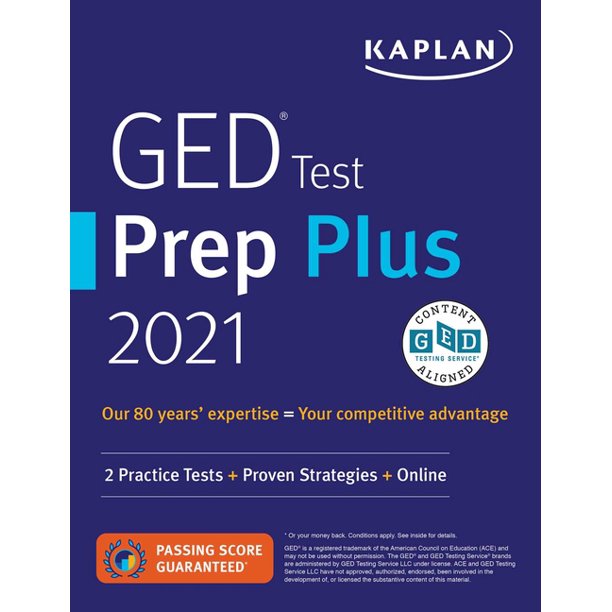 KAPLAN
GED® Test
Prep Plus
2021
CONTENT
GED
TESTING SERVICE®
ALIGNED
Our 80 years’ expertise = Your competitive advantage
2 Practice Tests + Proven Strategies + Online
PASSING SCORE
GUARANTEED*
* Or your money back. Conditions apply. See inside for details.
GED® is a registered trademark of the American Council on Education (ACE) and
may not be used without permission. The GED® and GED Testing Service® brands
are administered by GED Testing Service LLC under license. ACE and GED Testing
Service LLC have not approved, authorized, endorsed, been involved in the
development of, or licensed the substantive content of this material.